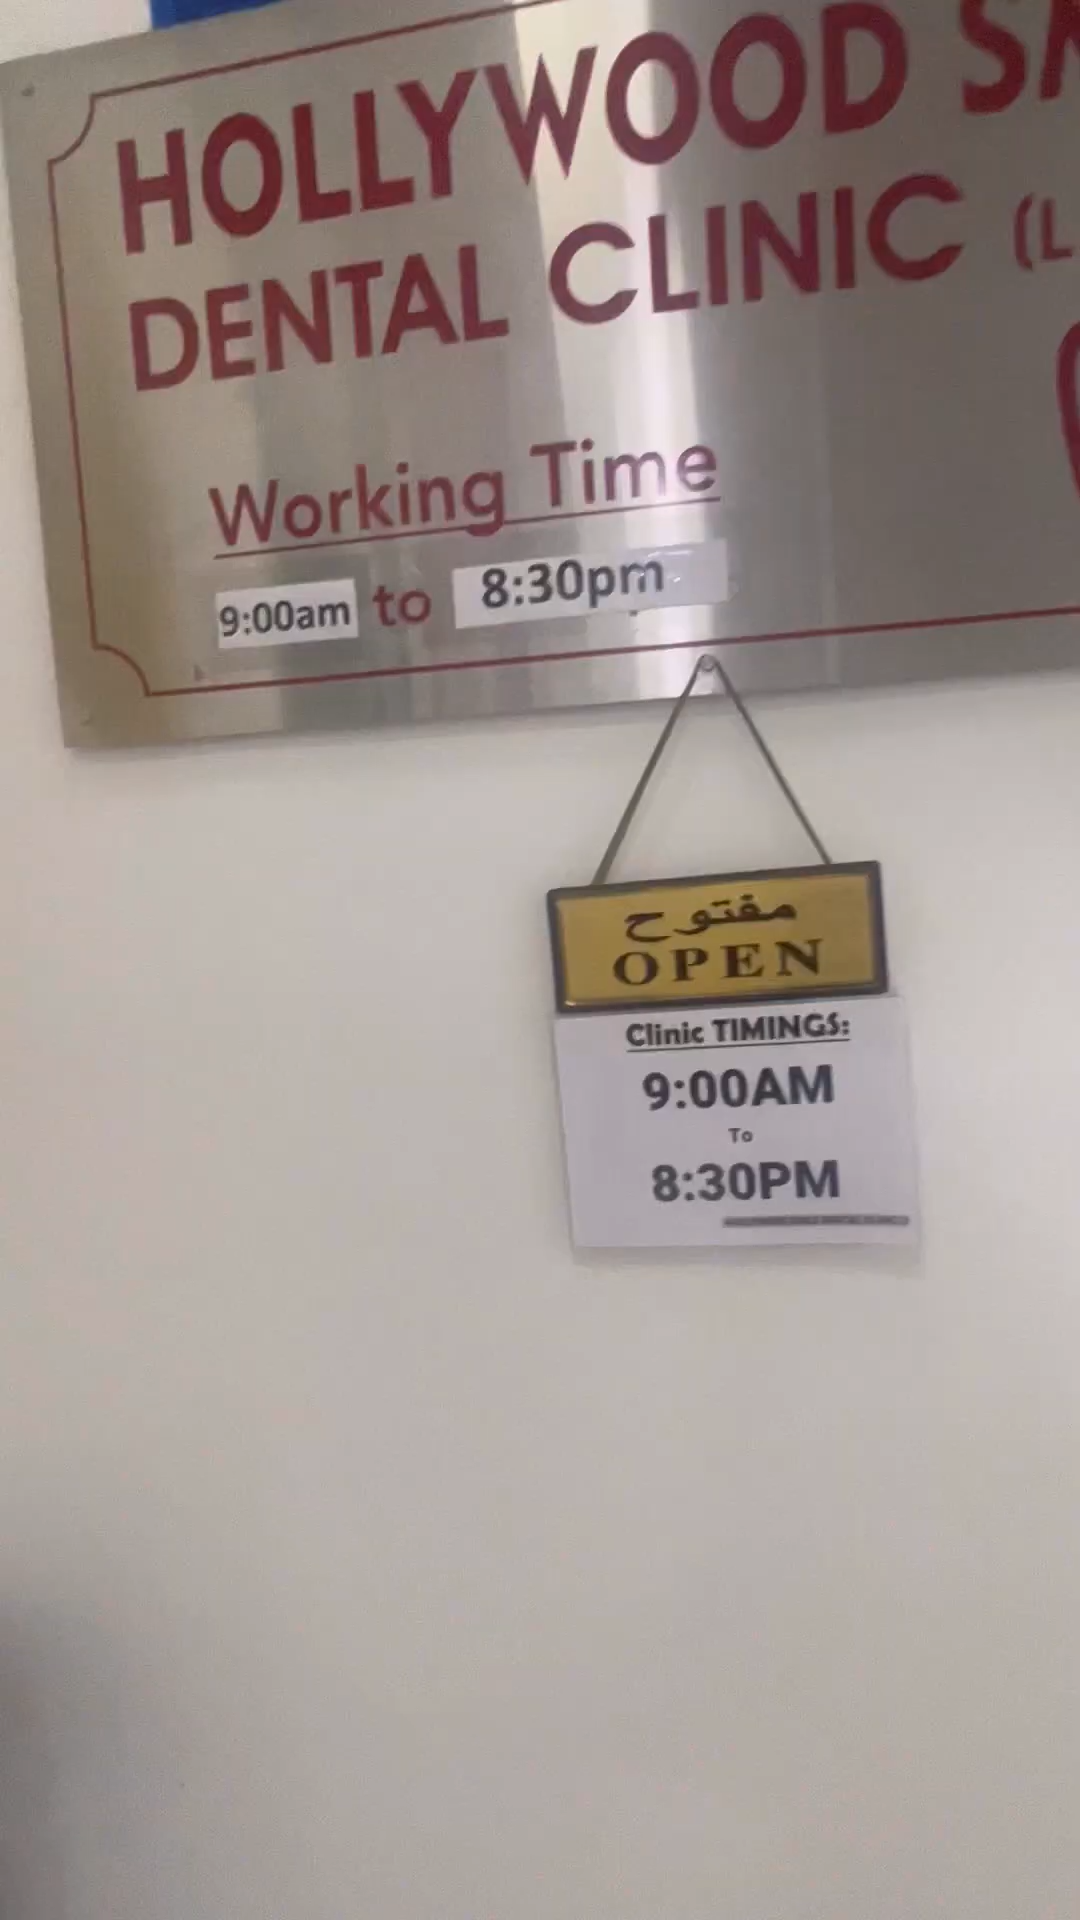 HOLLYWOOD
DENTAL CLINIC (L
Working Time
9:00am to 8:30pm
مفتوح
OPEN
Clinic TIMINGS:
9:00AM
To
8:30PM